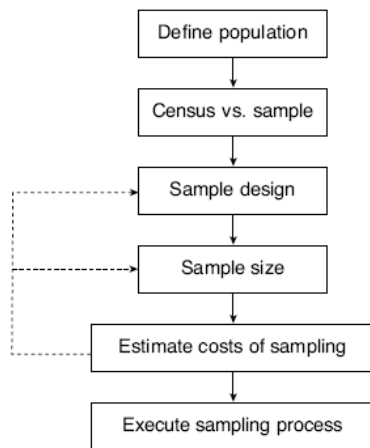 Define population
Census vs. sample
Sample design
Sample size
Estimate costs of sampling
Execute sampling process